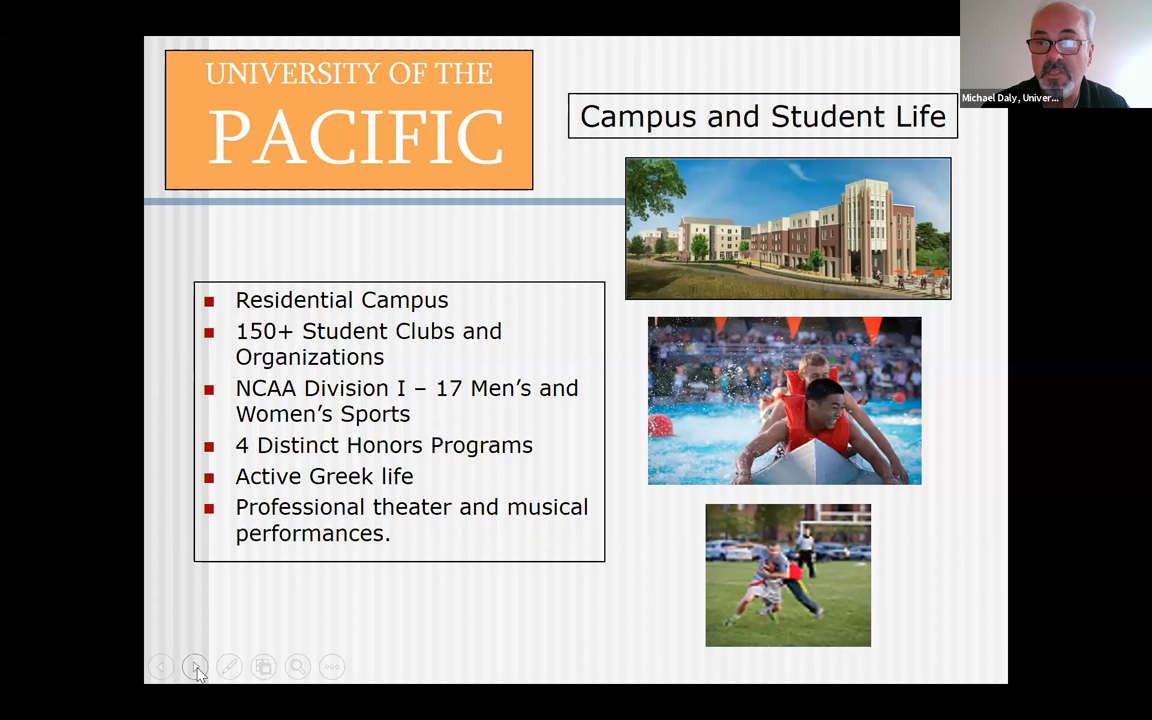 UNIVERSITY OF THE
PACIFIC
Campus and Student Life
Michael Daly, Univer...
Residential Campus
150+ Student Clubs and
Organizations
NCAA Division I – 17 Men’s and
Women’s Sports
4 Distinct Honors Programs
Active Greek life
Professional theater and musical
performances.